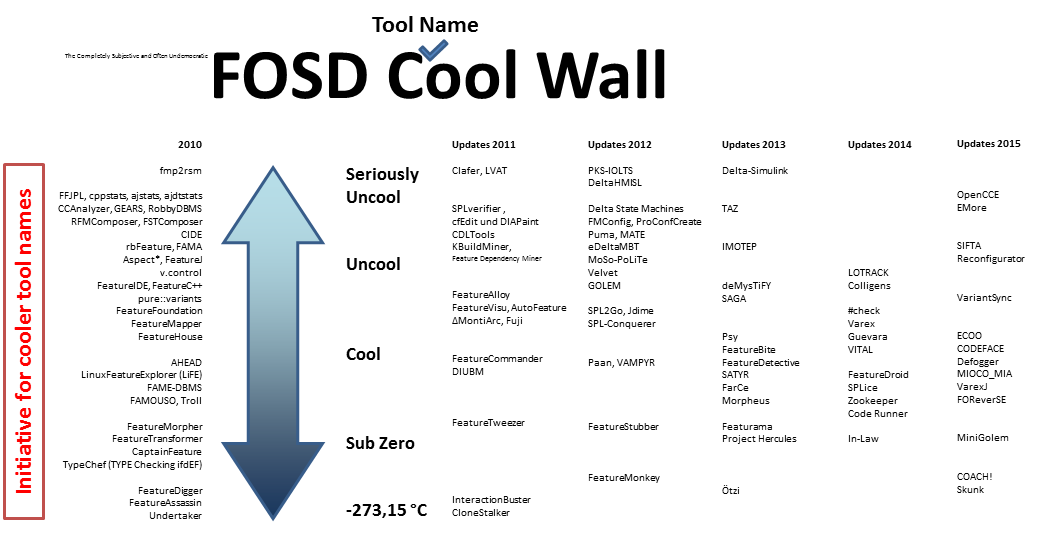 Tool Name
The Completely Subjective and Often Undemocratic
FOSD Cool Wall
Initiative for cooler tool names
2010
fmp2rsm
FFJPL, cppstats, ajstats, ajdtstats
CCAnalyzer, GEARS, RobbyDBMS
RFMComposer, FSTComposer
CIDE
rbFeature, FAMA
Aspect*, FeatureJ
v.control
FeatureIDE, FeatureC++
pure::variants
FeatureFoundation
FeatureMapper
FeatureHouse
AHEAD
LinuxFeatureExplorer (LiFE)
FAME-DBMS
FAMOUSO, Troll
FeatureMorpher
FeatureTransformer
CaptainFeature
TypeChef (TYPE Checking ifdEF)
FeatureDigger
FeatureAssassin
Undertaker
Seriously
Uncool
Uncool
Cool
Sub Zero
-273,15 °C
Updates 2011
Clafer, LVAT
SPLverifier ,
cfEdit und DIAPaint
CDLTools
KBuildMiner,
Feature Dependency Miner
FeatureAlloy
FeatureVisu, AutoFeature
ΔMontiArc, Fuji
FeatureCommander
DIUBM
FeatureTweezer
InteractionBuster
CloneStalker
Updates 2012
PKS-IOLTS
DeltaHMISL
Delta State Machines
FMConfig, ProConfCreate
Puma, MATE
eDeltaMBT
MoSo-PoLiTe
Velvet
GOLEM
SPL2Go, Jdime
SPL-Conquerer
Paan, VAMPYR
FeatureStubber
FeatureMonkey
Updates 2013
Delta-Simulink
TAZ
IMOTEP
deMysTiFY
SAGA
Psy
FeatureBite
FeatureDetective
SATYR
FarCe
Morpheus
Featurama
Project Hercules
Ötzi
Updates 2014
LOTRACK
Colligens
#check
Varex
Guevara
VITAL
FeatureDroid
SPLice
Zookeeper
Code Runner
In-Law
Updates 2015
OpenCCE
EMore
SIFTA
Reconfigurator
VariantSync
ECOO
CODEFACE
Defogger
MIOCO_MIA
VarexJ
FOReverSE
MiniGolem
COACH!
Skunk